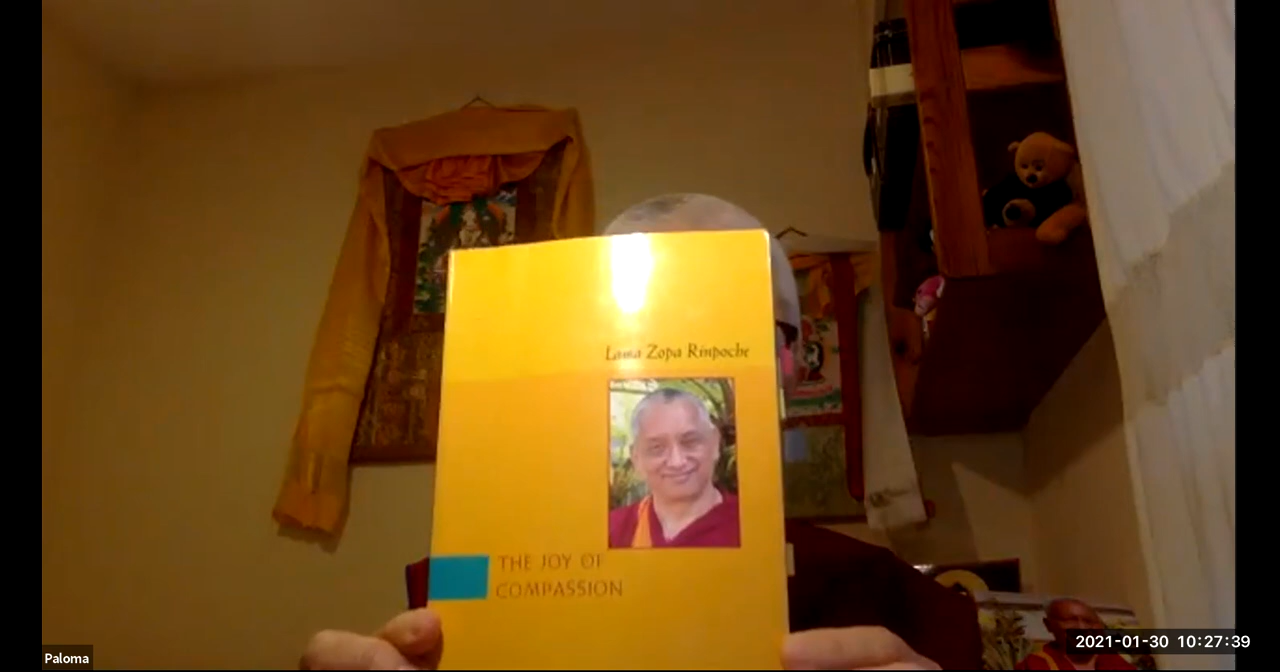 Lama Zopa Rinpoche
THE JOY OF
COMPASSION
Paloma
2021-01-30 10:27:39